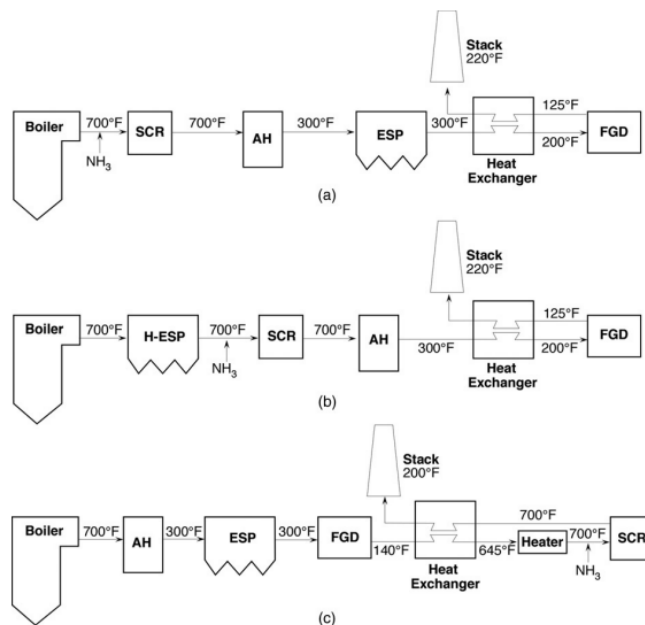 Stack
220°F
Boiler
700°F
NH3
SCR
700°F
AH
300°F
ESP
300°F
Heat
Exchanger
125°F
200°F
FGD
(a)
Stack
220°F
Boiler
700°F
H-ESP
700°F
NH3
SCR
700°F
AH
300°F
Heat
Exchanger
125°F
200°F
FGD
(b)
Stack
200°F
Boiler
700°F
AH
300°F
ESP
300°F
FGD
140°F
Heat
Exchanger
700°F
645°F
Heater
700°F
NH3
SCR
(c)